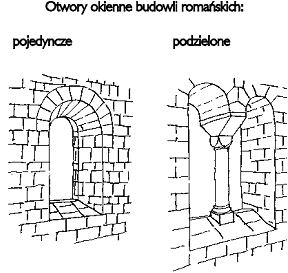 Otwory okienne budowli romańskich:
pojedyncze
podzielone